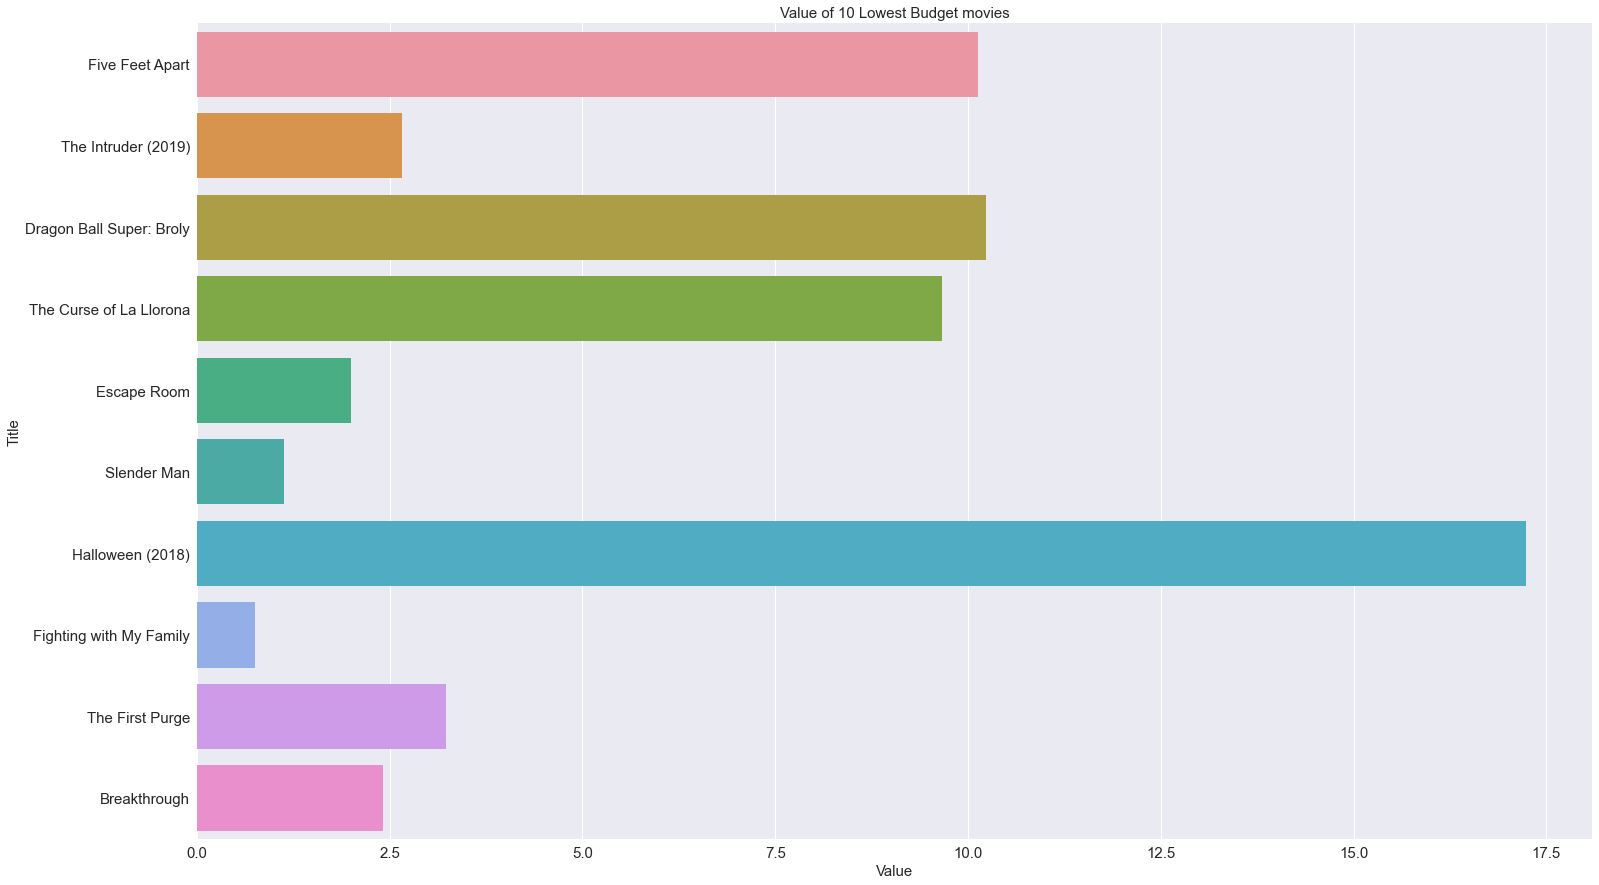 Value of 10 Lowest Budget movies
Five Feet Apart
The Intruder (2019)
Dragon Ball Super: Broly
The Curse of La Llorona
Escape Room
Slender Man
Halloween (2018)
Fighting with My Family
The First Purge
Breakthrough
Title
0.0 2.5 5.0 7.5 10.0 12.5 15.0 17.5
Value